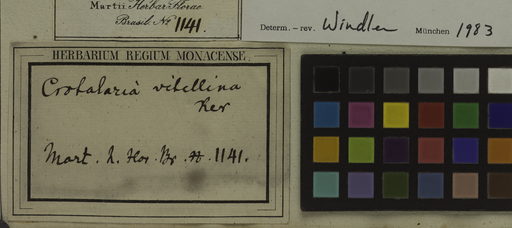 Martii Herbar. Florae
Brasil. No 1141.
Determ. – rev. Windler München 1983
HERBARIUM REGIUM MONACENSE.
Crotalaria vitellina
Ker
Mart. h. Flor. Br. # 1141.